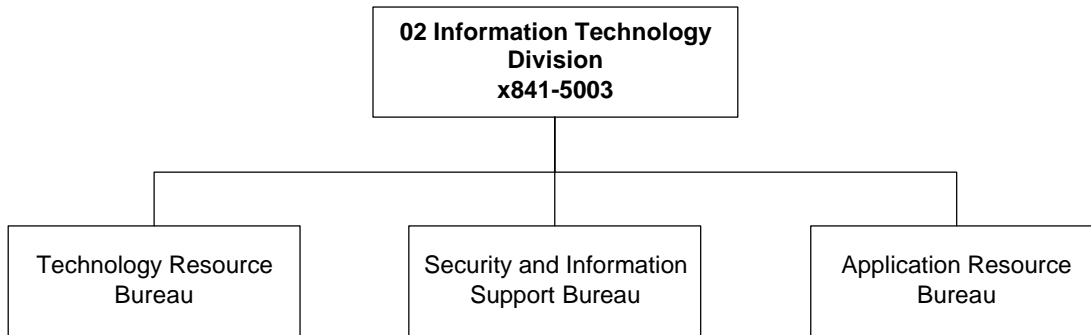 02 Information Technology
Division
x841-5003
Technology Resource
Bureau
Security and Information
Support Bureau
Application Resource
Bureau